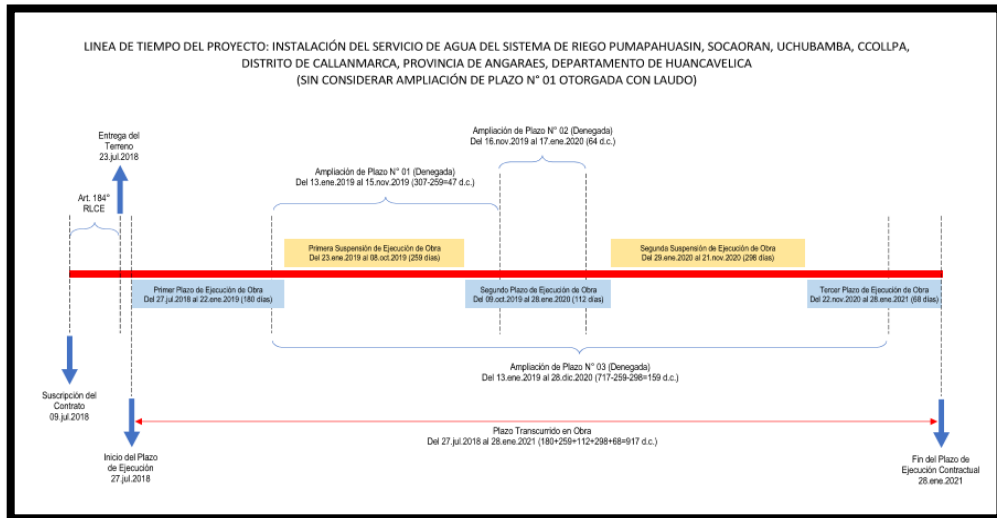 LINEA DE TIEMPO DEL PROYECTO: INSTALACIÓN DEL SERVICIO DE AGUA DEL SISTEMA DE RIEGO PUMAPAHUASIN, SOCAORAN, UCHUBAMBA, CCOLLPA,
DISTRITO DE CALLANMARCA, PROVINCIA DE ANGARAES, DEPARTAMENTO DE HUANCAVELICA
(SIN CONSIDERAR AMPLIACIÓN DE PLAZO N° 01 OTORGADA CON LAUDO)
Ampliación de Plazo N° 02 (Denegada)
Del 16.nov.2019 al 17.ene.2020 (64 d.c.)
Entrega del
Terreno
23.jul.2018
Ampliación de Plazo N° 01 (Denegada)
Del 13.ene.2019 al 15.nov.2019 (307-259=47 d.c.)
Art. 184°
RLCE
Primera Suspensión de Ejecución de Obra
Del 23.ene.2019 al 08.oct.2019 (259 días)
Segunda Suspensión de Ejecución de Obra
Del 29.ene.2020 al 21.nov.2020 (298 días)
Primer Plazo de Ejecución de Obra
Del 27.jul.2018 al 22.ene.2019 (180 días)
Segundo Plazo de Ejecución de Obra
Del 09.oct.2019 al 28.ene.2020 (112 días)
Tercer Plazo de Ejecución de Obra
Del 22.nov.2020 al 28.ene.2021 (68 días)
Ampliación de Plazo N° 03 (Denegada)
Del 13.ene.2019 al 28.dic.2020 (717-259-298=159 d.c.)
Suscripción del
Contrato
09.jul.2018
Plazo Transcurrido en Obra
Del 27.jul.2018 al 28.ene.2021 (180+259+112+298+68=917 d.c.)
Inicio del Plazo
de Ejecución
27.jul.2018
Fin del Plazo de
Ejecución Contractual
28.ene.2021